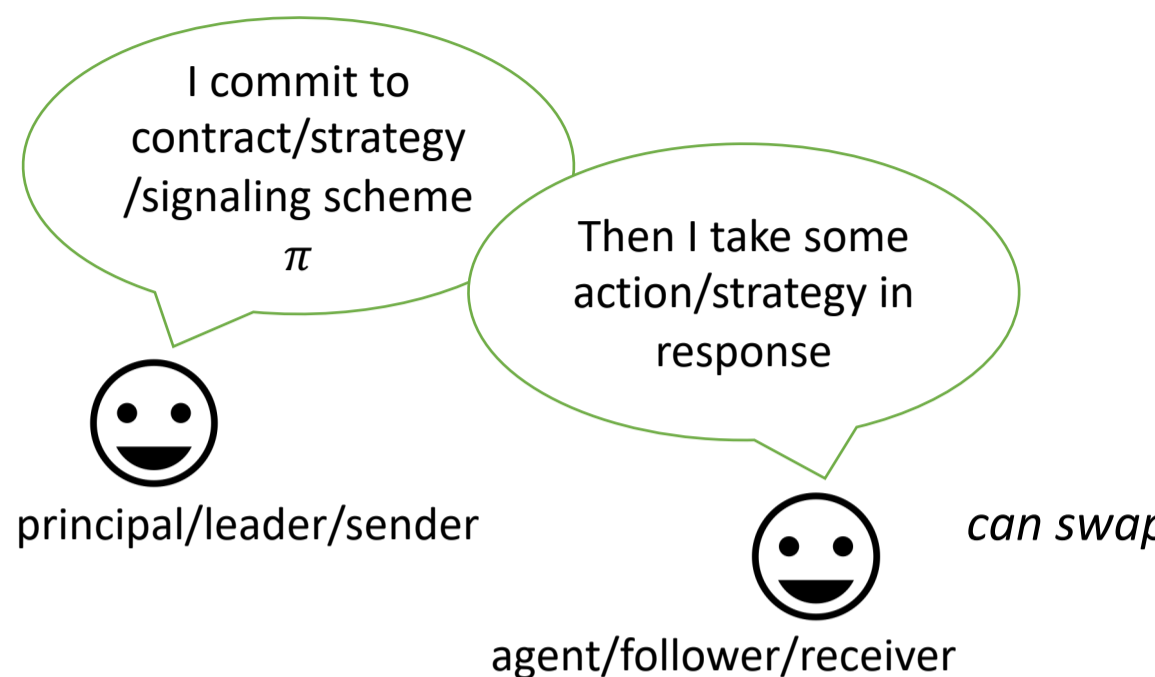 I commit to
contract/strategy
/signaling scheme
π
Then I take some
action/strategy in
response
principal/leader/sender
can swap
agent/follower/receiver